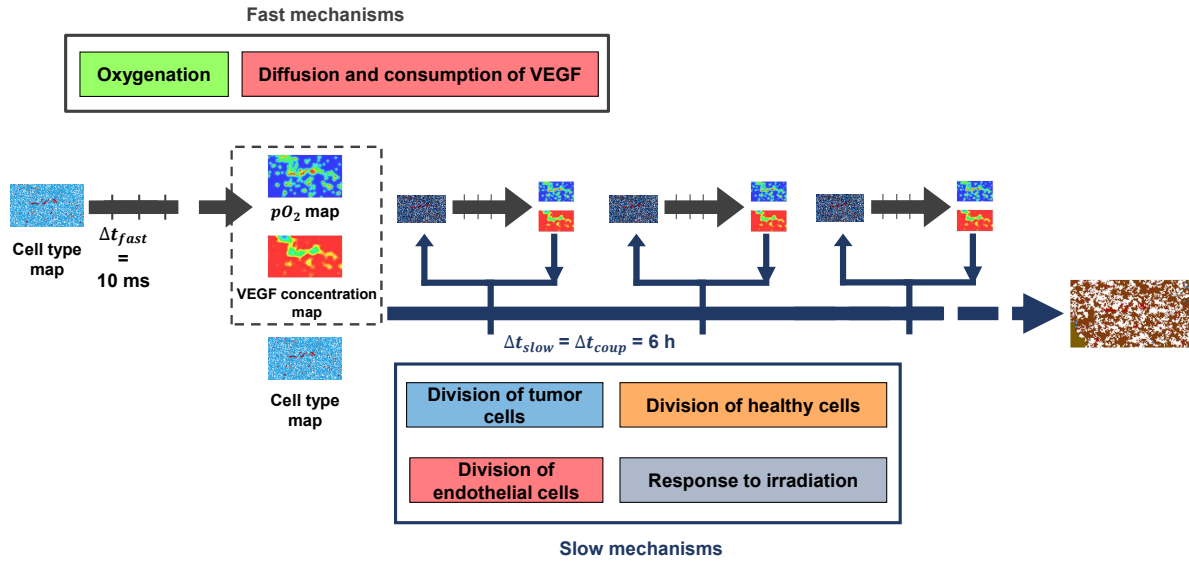 Fast mechanisms
Oxygenation
Diffusion and consumption of VEGF
Cell type
map
Δt_fast
=
10 ms
pO₂ map
VEGF concentration
map
Cell type
map
Δt_slow = Δt_coup = 6 h
Division of tumor
cells
Division of healthy cells
Division of
endothelial cells
Response to irradiation
Slow mechanisms